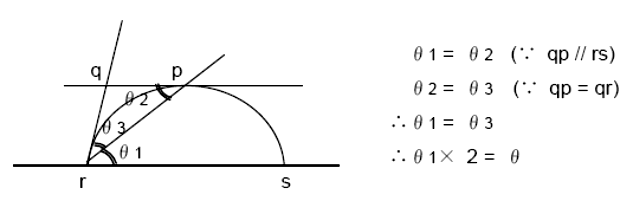 q p
θ 2
θ 3
θ 1
r s
θ 1 = θ 2 (∵ qp // rs)
θ 2 = θ 3 (∵ qp = qr)
∴ θ 1 = θ 3
∴ θ 1 × 2 = θ